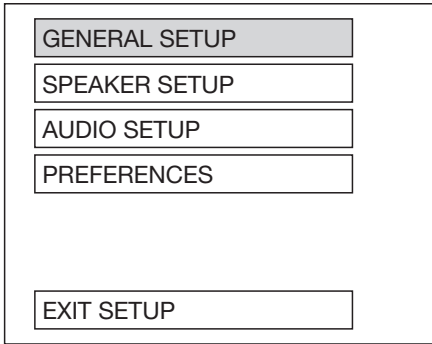 GENERAL SETUP
SPEAKER SETUP
AUDIO SETUP
PREFERENCES
EXIT SETUP